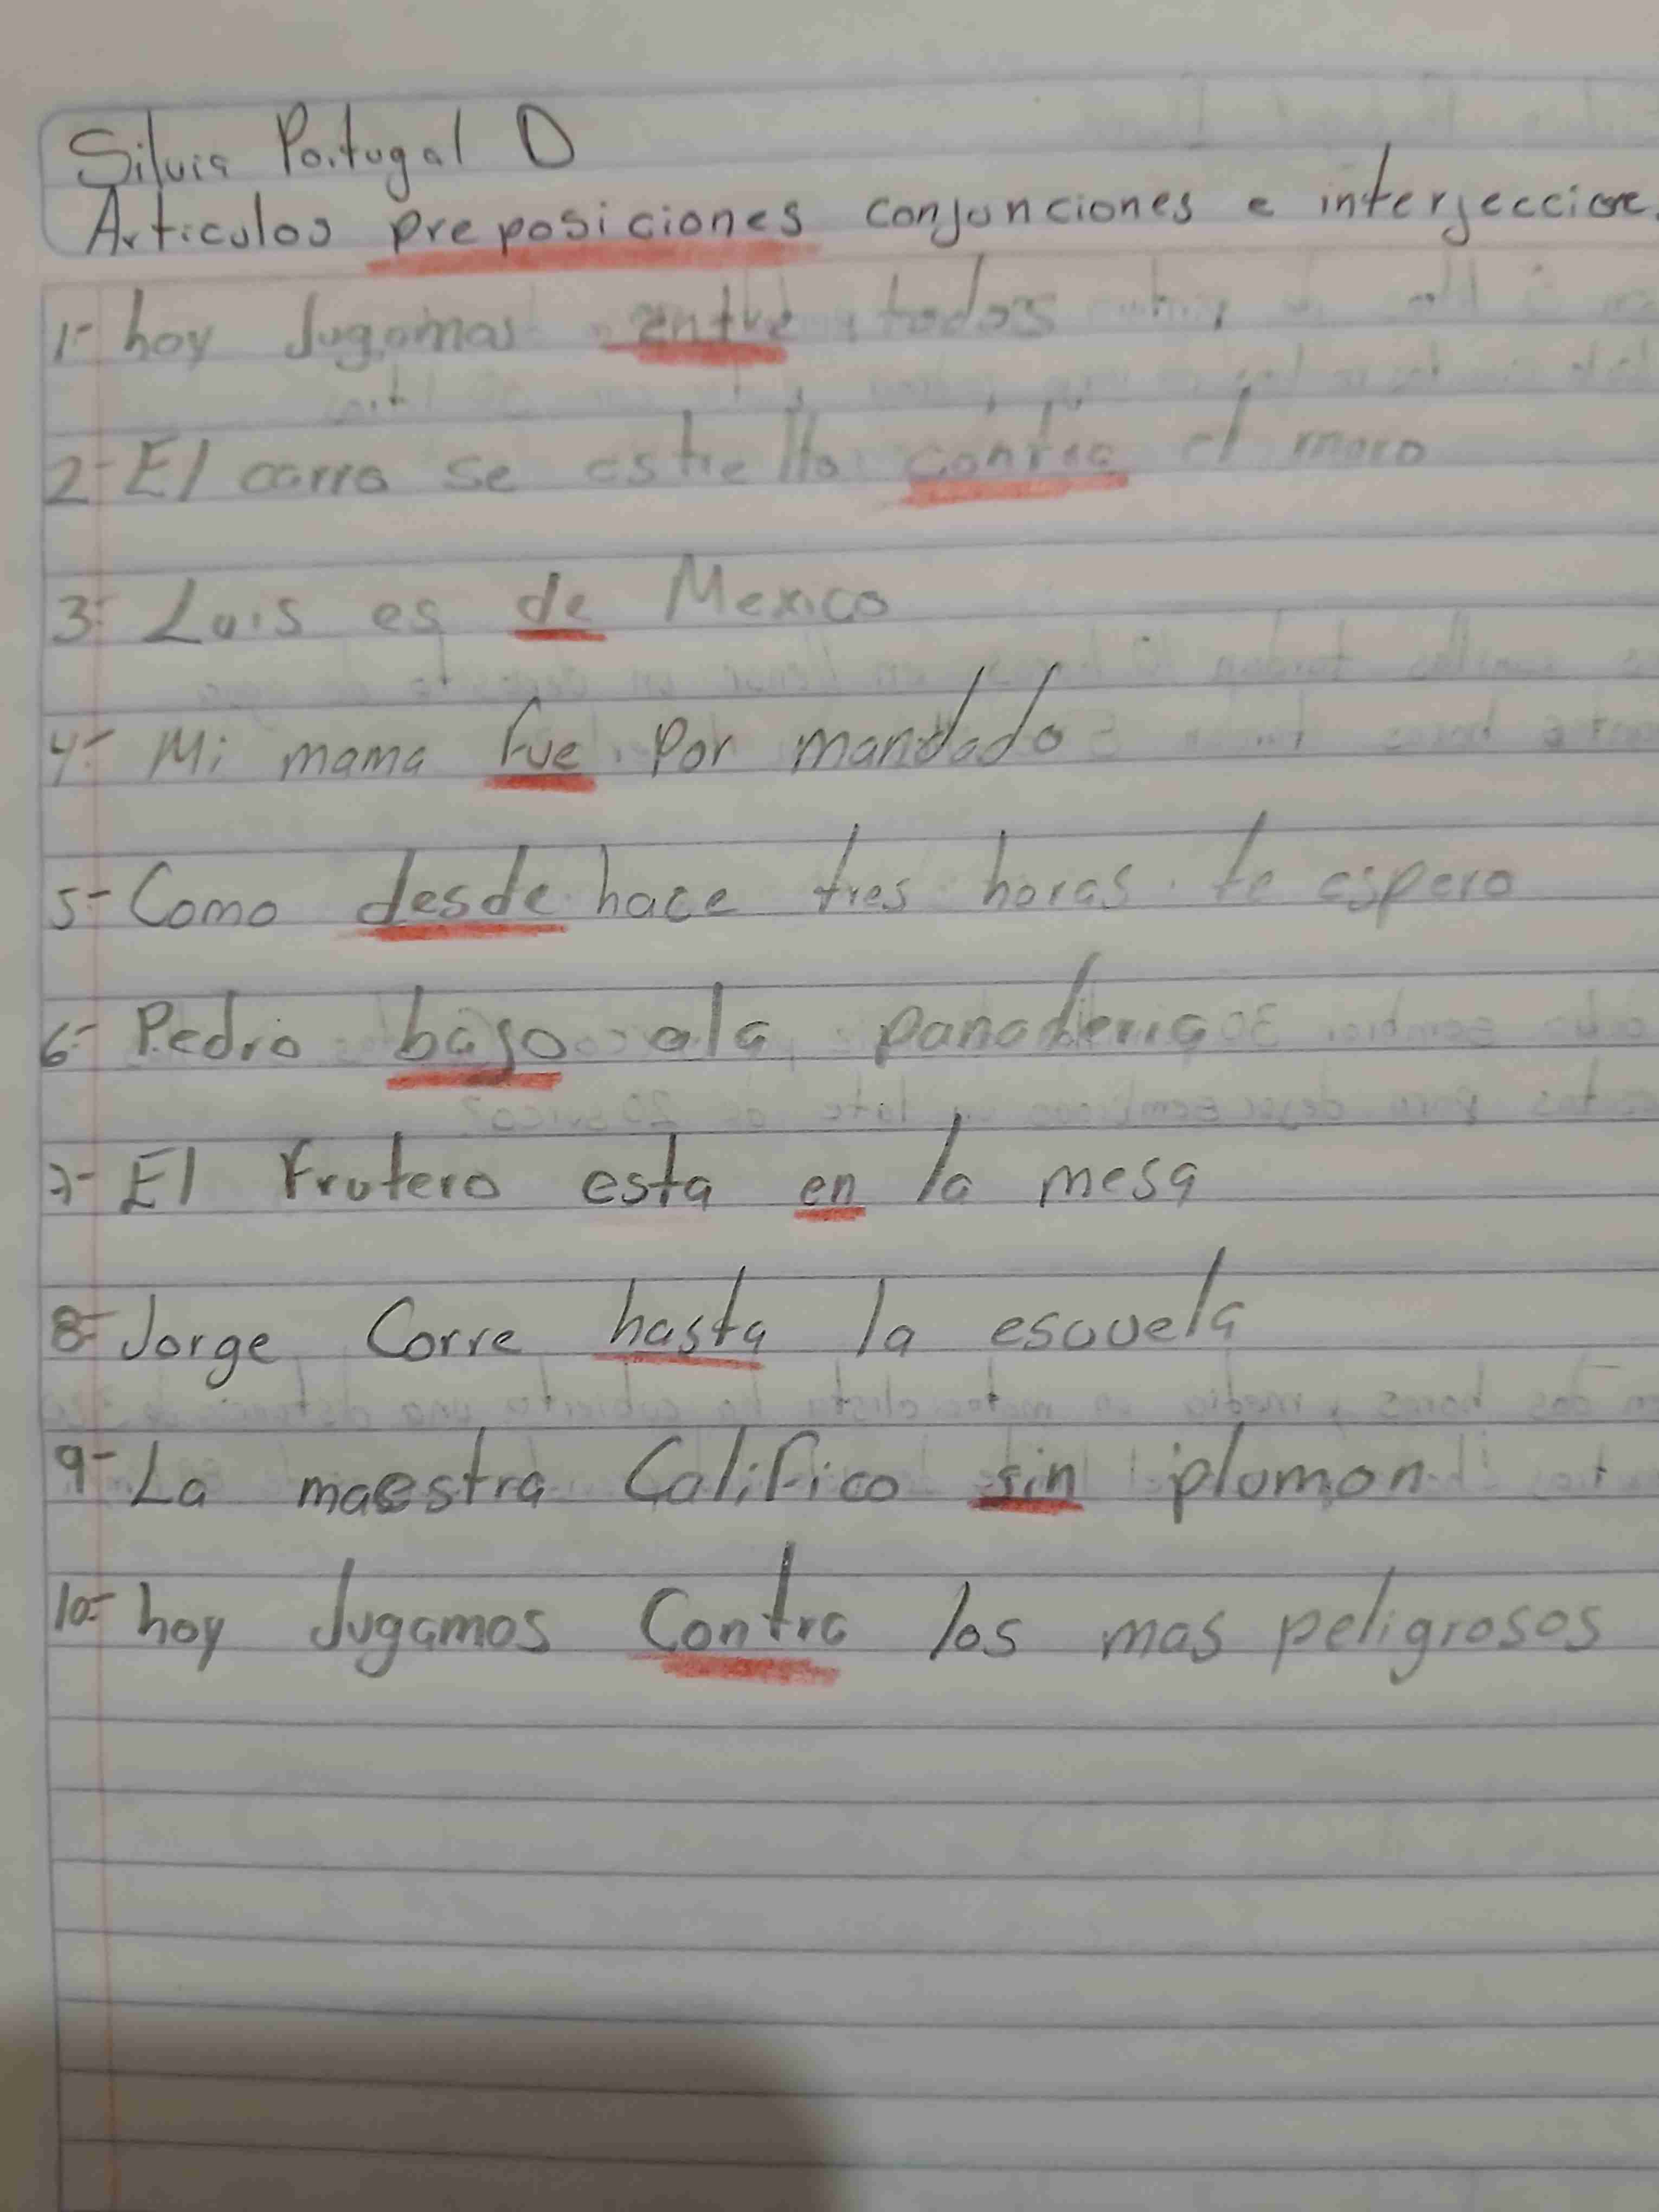 Silvia Portugal D
Articulos preposiciones conjunciones e interjeccione
1- hoy Jugamos entre todos
2- El carro se estrello contra el muro
3- Luis es de Mexico
4- Mi mama fue por mandado
5- Como desde hace tres horas te espero
6- Pedro bajo ala panaderia
7- El Frutero esta en la mesa
8- Jorge Corre hasta la escuela
9- La maestra Califico sin plumon
10- hoy Jugamos Contra los mas peligrosos